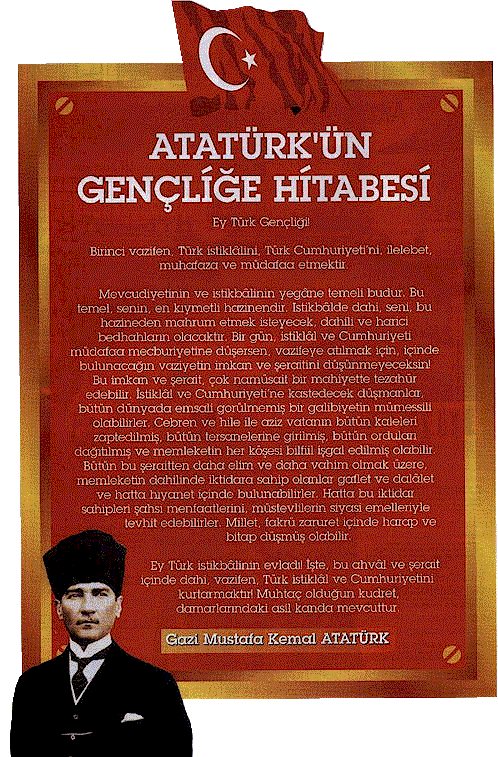 ATATÜRK'ÜN
GENÇLİĞE HİTABESİ
Ey Türk Gençliği!
Birinci vazifen, Türk istiklâlini, Türk Cumhuriyeti'ni, ilelebet,
muhafaza ve müdafaa etmektir.
Mevcudiyetinin ve istikbâlinin yegâne temeli budur. Bu
temel, senin, en kıymetli hazinendir. İstikbâlde dahi, seni, bu
hazineden mahrum etmek isteyecek, dahili ve harici
bedhahların olacaktır. Bir gün, istiklâl ve Cumhuriyeti
müdafaa mecburiyetine düşersen, vazifeye atılmak için, içinde
bulunacağın vaziyetin imkan ve şeraitini düşünmeyeceksin!
Bu imkan ve şerait, çok namüsait bir mahiyette tezahür
edebilir. İstiklâl ve Cumhuriyeti'ne kastedecek düşmanlar,
bütün dünyada emsali görülmemiş bir galibiyetin mümessili
olabilirler. Cebren ve hile ile aziz vatanın bütün kaleleri
zaptedilmiş, bütün tersanelerine girilmiş, bütün orduları
dağıtılmış ve memleketin her köşesi bilfiil işgal edilmiş olabilir.
Bütün bu şeraitten daha elim ve daha vahim olmak üzere,
memleketin dahilinde iktidara sahip olanlar gaflet ve dalâlet
ve hatta hıyanet içinde bulunabilirler. Hatta bu iktidar
sahipleri şahsi menfaatlerini, müstevlilerin siyasi emelleriyle
tevhit edebilirler. Millet, fakrü zaruret içinde harap ve
bitap düşmüş olabilir.
Ey Türk istikbâlinin evladı! İşte, bu ahvâl ve şerait
içinde dahi, vazifen, Türk istiklâl ve Cumhuriyetini
kurtarmaktır! Muhtaç olduğun kudret,
damarlarındaki asil kanda mevcuttur.
Gazi Mustafa Kemal ATATÜRK